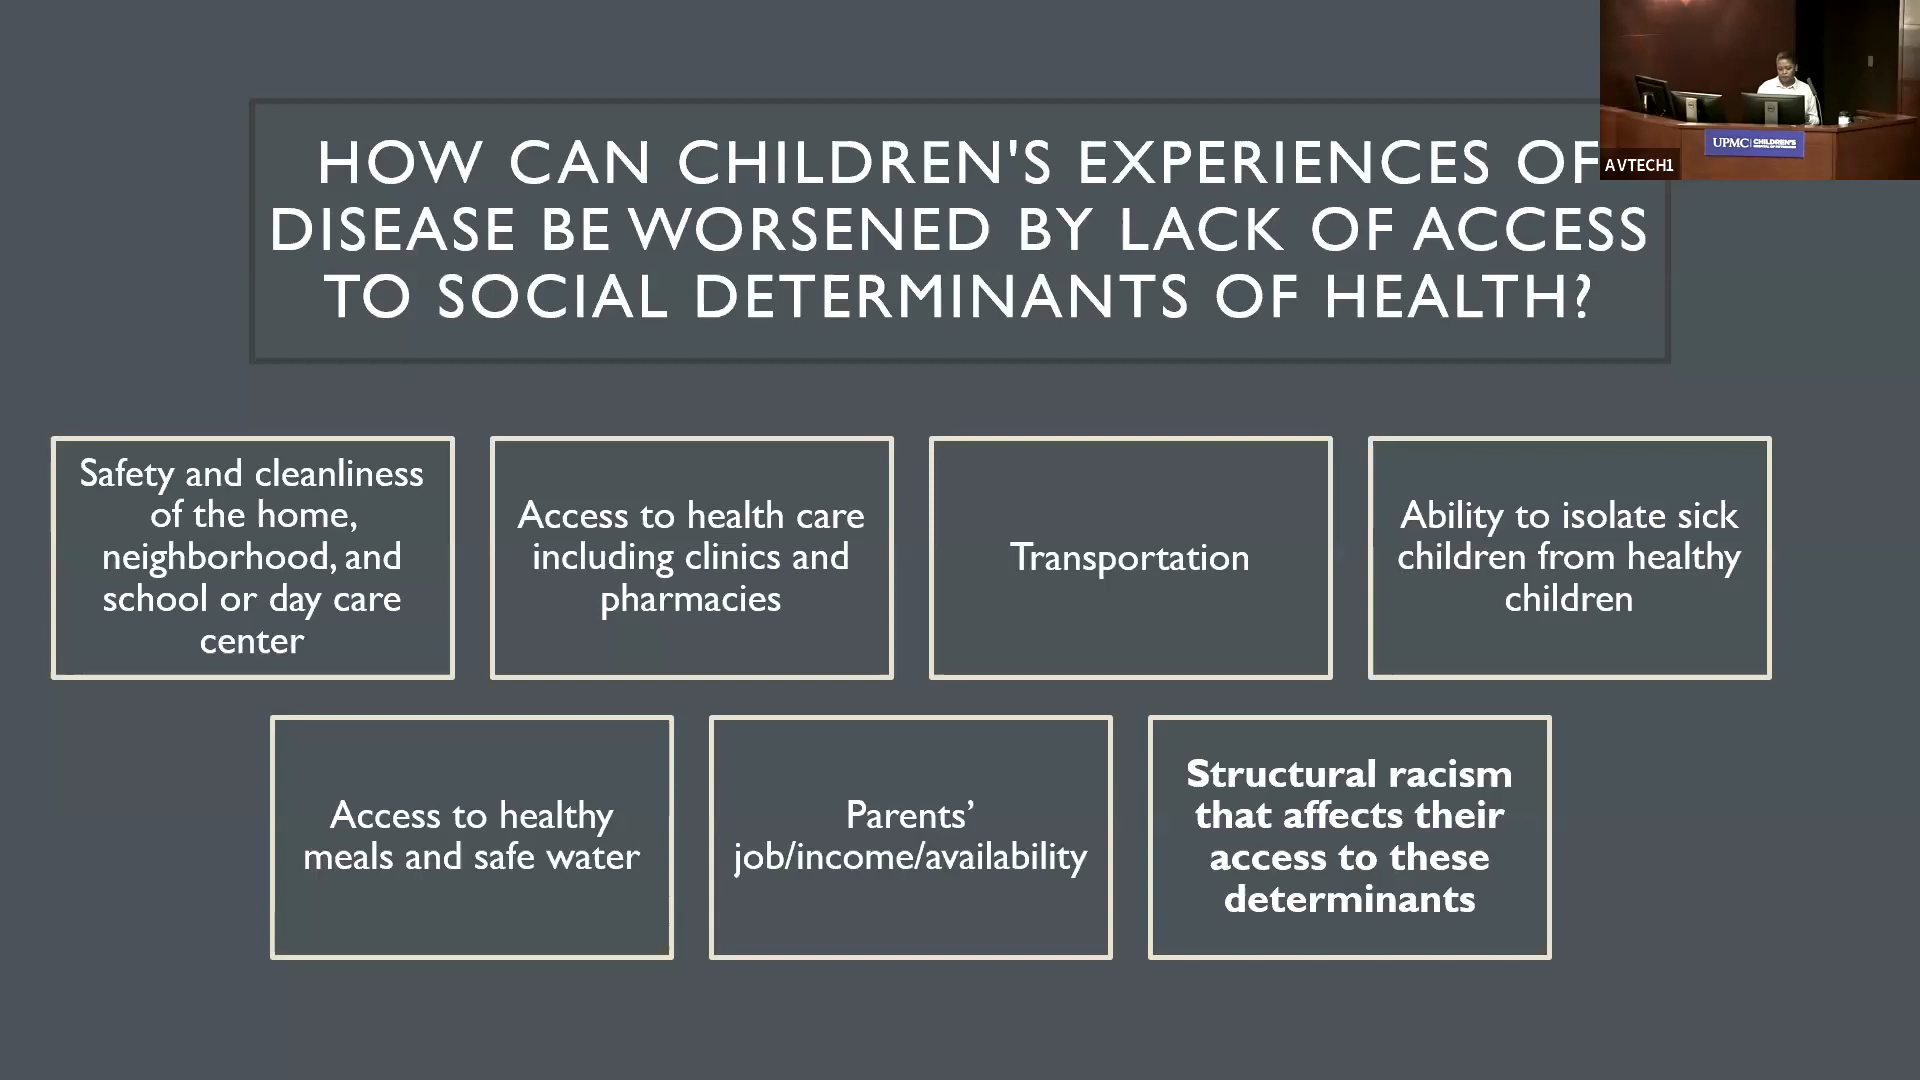 HOW CAN CHILDREN'S EXPERIENCES OF
DISEASE BE WORSENED BY LACK OF ACCESS
TO SOCIAL DETERMINANTS OF HEALTH?
UPMC CHILDREN'S
AVTECH1
Safety and cleanliness
of the home,
neighborhood, and
school or day care
center
Access to health care
including clinics and
pharmacies
Transportation
Ability to isolate sick
children from healthy
children
Access to healthy
meals and safe water
Parents’
job/income/availability
Structural racism
that affects their
access to these
determinants